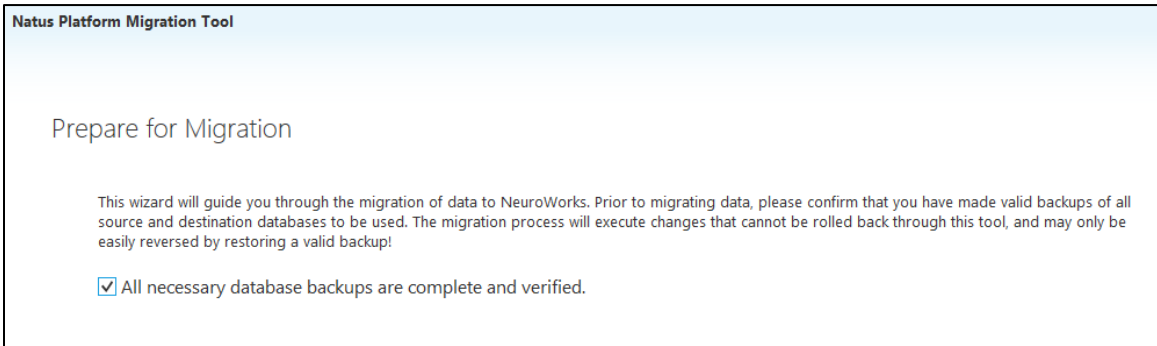 Natus Platform Migration Tool
Prepare for Migration
This wizard will guide you through the migration of data to NeuroWorks. Prior to migrating data, please confirm that you have made valid backups of all
source and destination databases to be used. The migration process will execute changes that cannot be rolled back through this tool, and may only be
easily reversed by restoring a valid backup!
All necessary database backups are complete and verified.